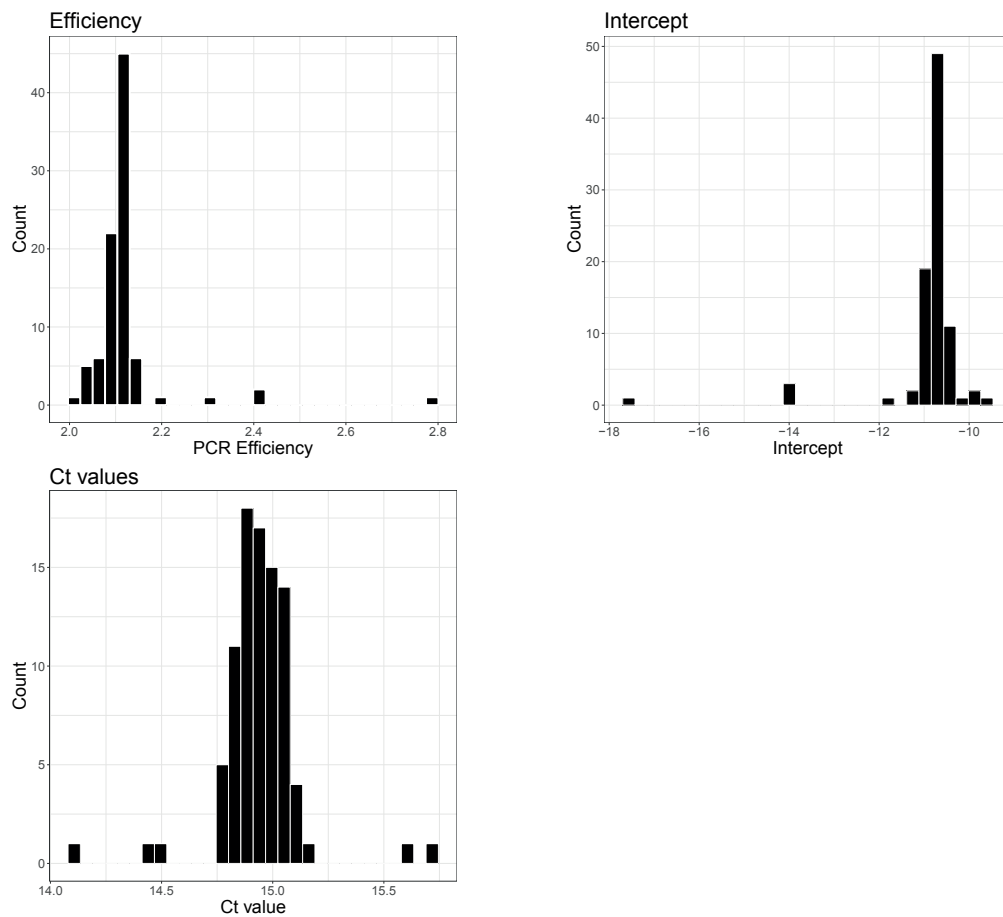 Efficiency
Count
40
30
20
10
0
2.0 2.2 2.4 2.6 2.8
PCR Efficiency
Intercept
Count
50
40
30
20
10
0
−18 −16 −14 −12 −10
Intercept
Ct values
Count
15
10
5
0
14.0 14.5 15.0 15.5
Ct value